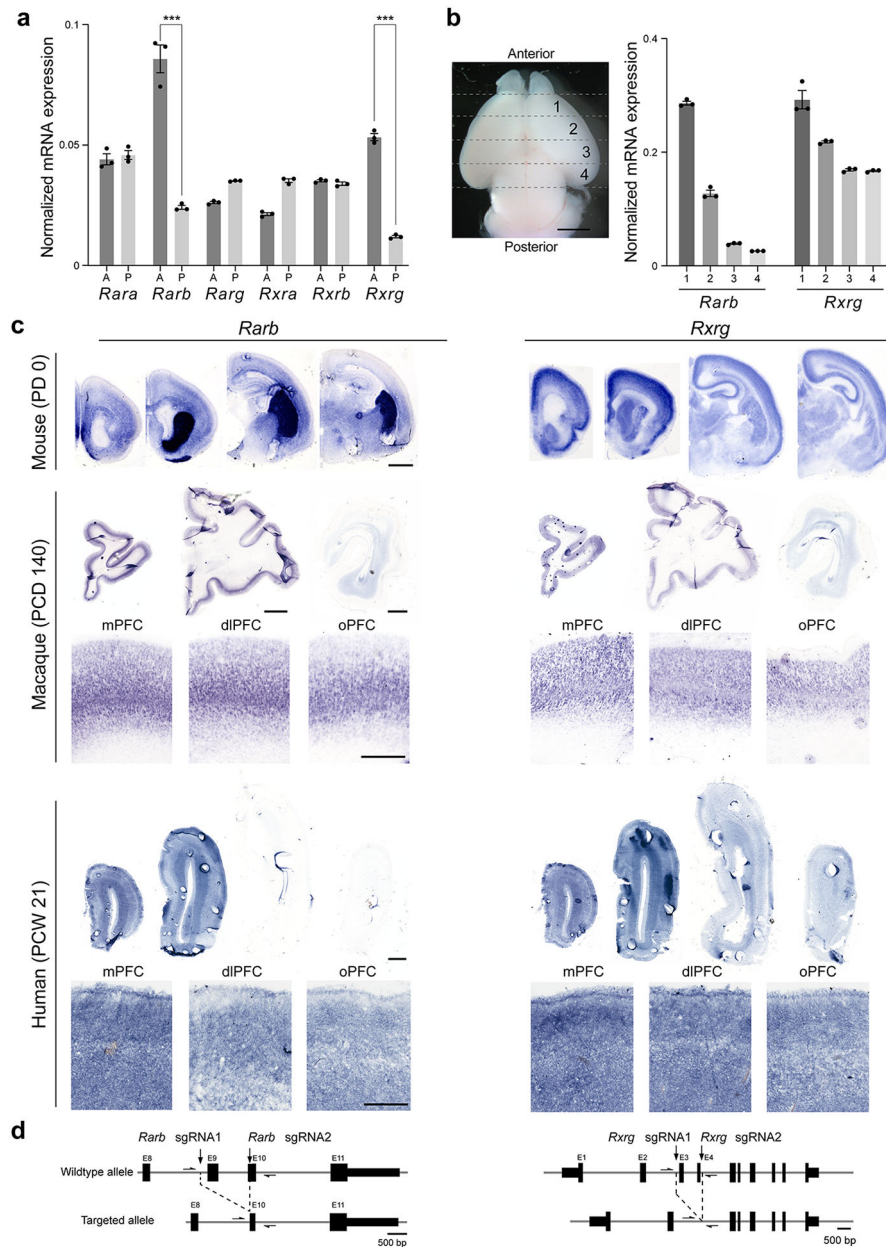 a
Normalized mRNA expression
0.1
0.05
0
***
***
A P A P A P A P A P A P
Rara Rarb Rarg Rxra Rxrb Rxrg
b
Anterior
1
2
3
4
Posterior
Normalized mRNA expression
0.4
0.2
0
1 2 3 4 1 2 3 4
Rarb Rxrg
c
Rarb Rxrg
Mouse (PD 0)
Macaque (PCD 140)
mPFC dlPFC oPFC mPFC dlPFC oPFC
Human (PCW 21)
mPFC dlPFC oPFC mPFC dlPFC oPFC
d
Rarb sgRNA1 Rarb sgRNA2
E8 E9 E10 E11
Wildtype allele
E8 E10 E11
Targeted allele
500 bp
Rxrg sgRNA1 Rxrg sgRNA2
E1 E2 E3 E4
500 bp